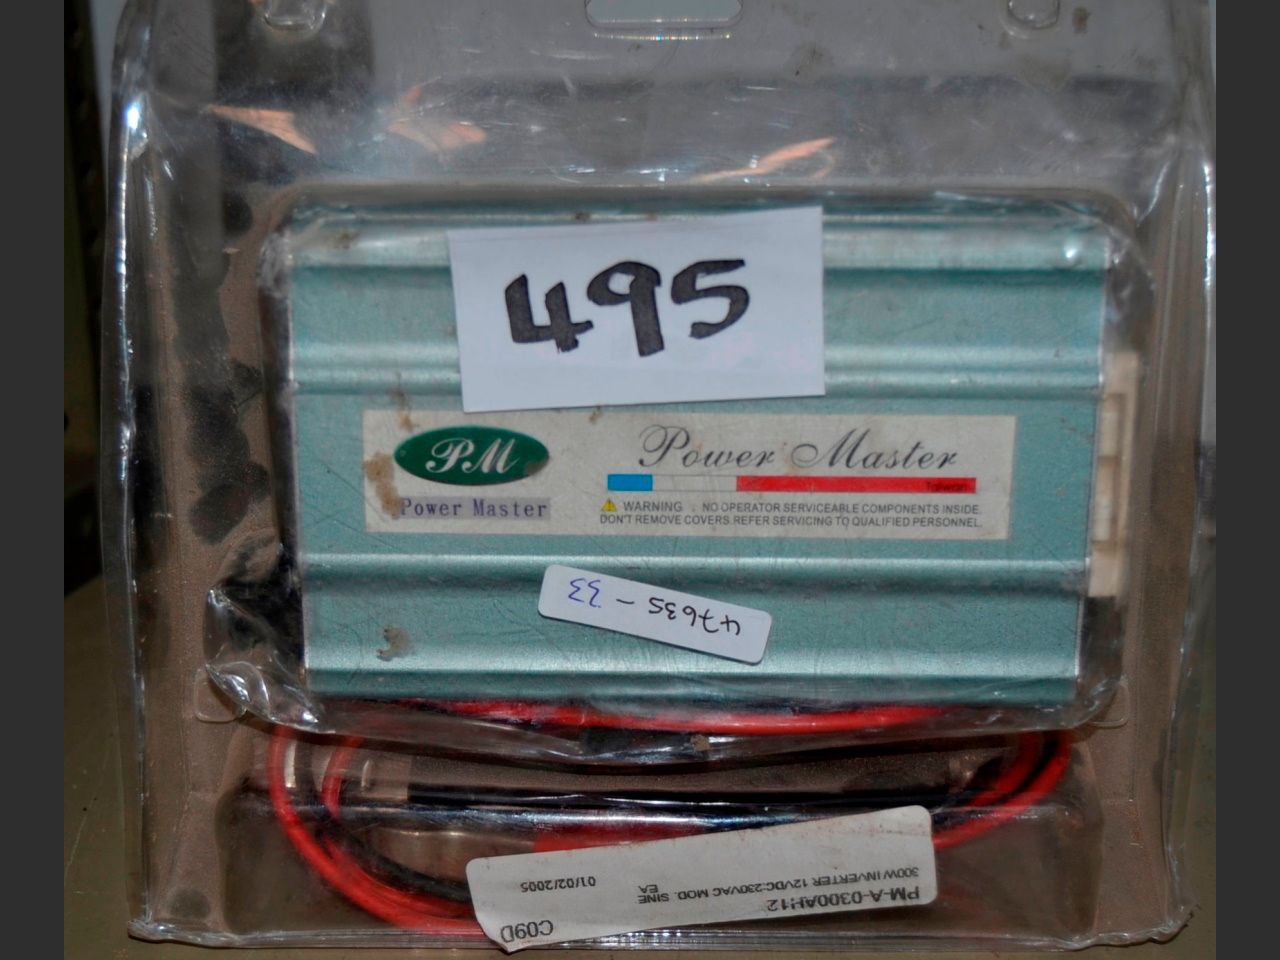 495
PM
Power Master
Power Master
Taiwan
WARNING . NO OPERATOR SERVICEABLE COMPONENTS INSIDE.
DON'T REMOVE COVERS.REFER SERVICING TO QUALIFIED PERSONNEL.
47635 - 33
PM-A-0300AH12
300W INVERTER 12VDC-230VAC MOD. SINE
EA
01/02/2005
C09D